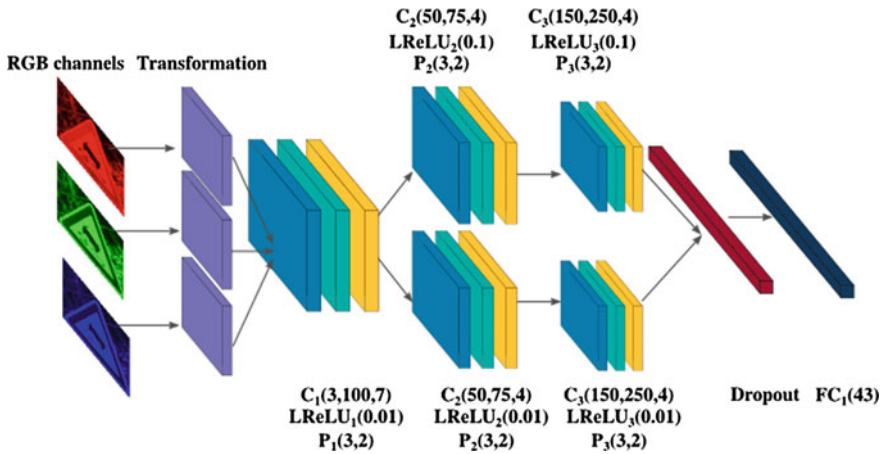 C₂(50,75,4) C₃(150,250,4)
LReLU₂(0.1) LReLU₃(0.1)
P₂(3,2) P₃(3,2)
RGB channels Transformation
C₁(3,100,7) C₂(50,75,4) C₃(150,250,4)
LReLU₁(0.01) LReLU₂(0.01) LReLU₃(0.01)
P₁(3,2) P₂(3,2) P₃(3,2)
Dropout FC₁(43)